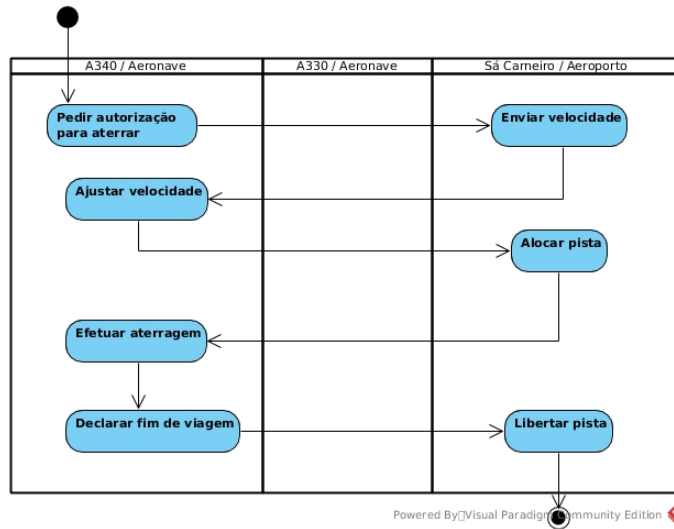 A340 / Aeronave
A330 / Aeronave
Sá Carneiro / Aeroporto
Pedir autorização
para aterrar
Enviar velocidade
Ajustar velocidade
Alocar pista
Efetuar aterragem
Declarar fim de viagem
Libertar pista
Powered By Visual Paradigm Community Edition